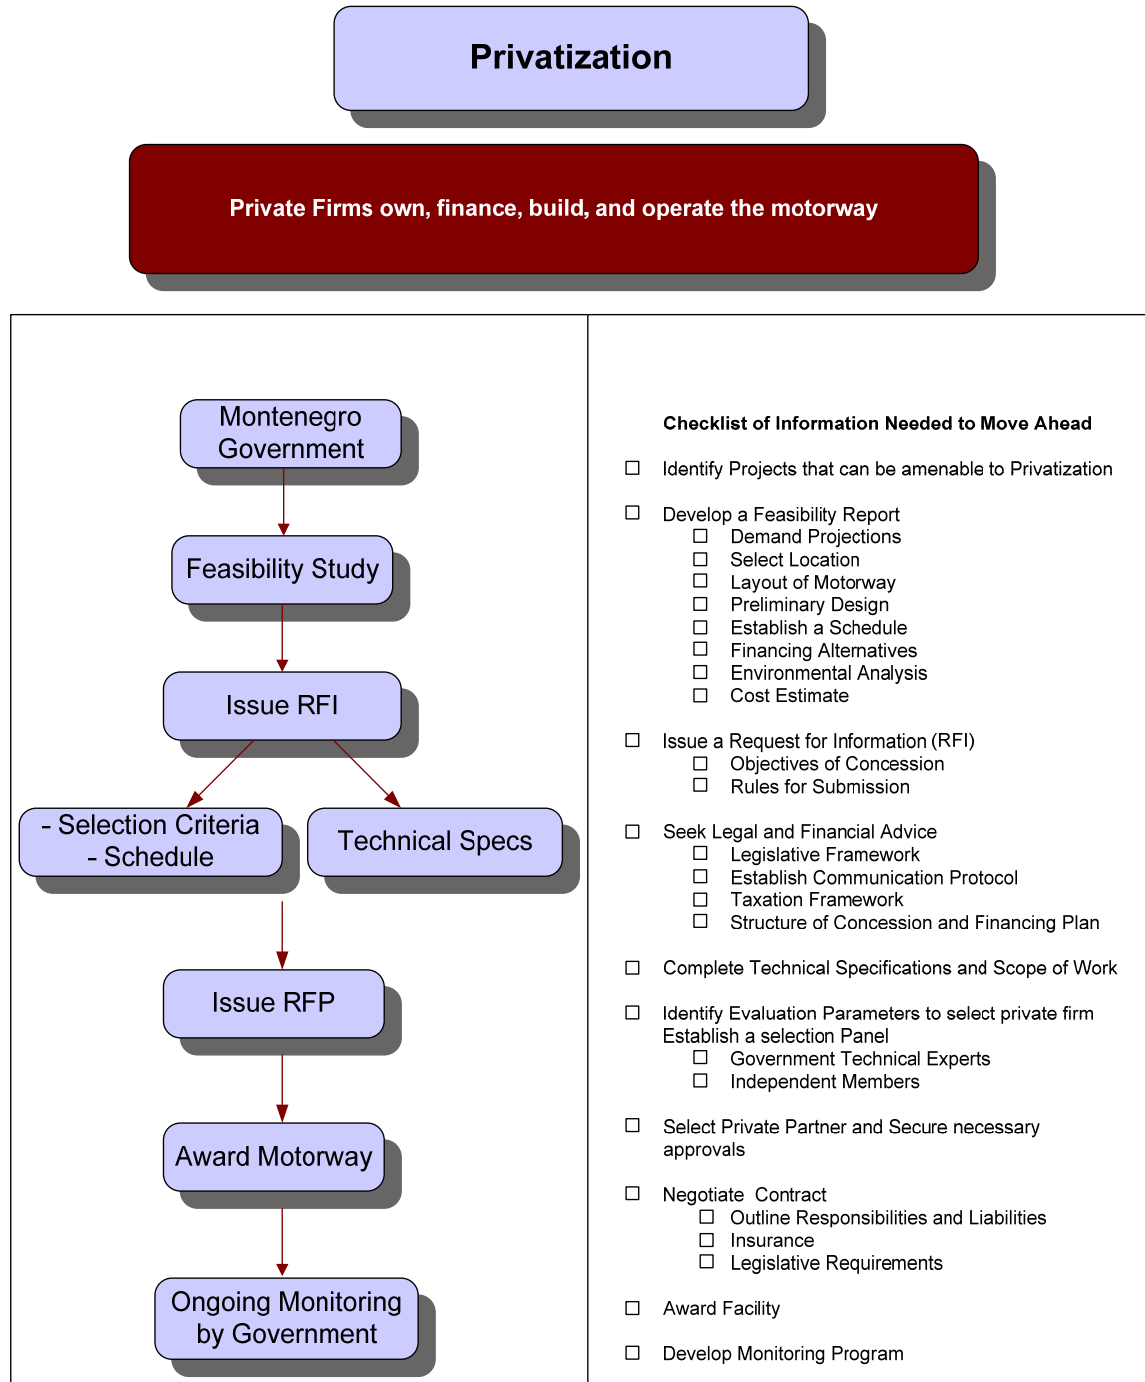 Privatization
Private Firms own, finance, build, and operate the motorway
Montenegro
Government
Feasibility Study
Issue RFI
- Selection Criteria
- Schedule
Technical Specs
Issue RFP
Award Motorway
Ongoing Monitoring
by Government
Checklist of Information Needed to Move Ahead
Identify Projects that can be amenable to Privatization
Develop a Feasibility Report
Demand Projections
Select Location
Layout of Motorway
Preliminary Design
Establish a Schedule
Financing Alternatives
Environmental Analysis
Cost Estimate
Issue a Request for Information (RFI)
Objectives of Concession
Rules for Submission
Seek Legal and Financial Advice
Legislative Framework
Establish Communication Protocol
Taxation Framework
Structure of Concession and Financing Plan
Complete Technical Specifications and Scope of Work
Identify Evaluation Parameters to select private firm
Establish a selection Panel
Government Technical Experts
Independent Members
Select Private Partner and Secure necessary
approvals
Negotiate Contract
Outline Responsibilities and Liabilities
Insurance
Legislative Requirements
Award Facility
Develop Monitoring Program